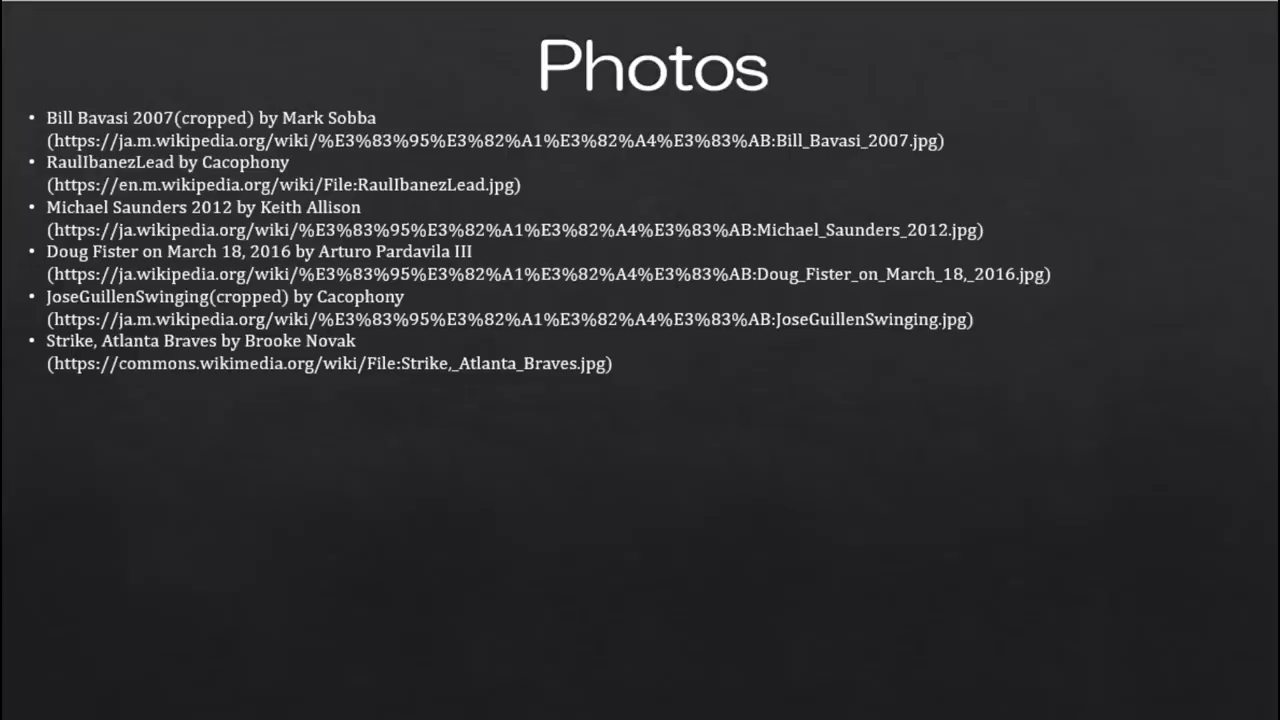 Photos
• Bill Bavasi 2007(cropped) by Mark Sobba
(https://ja.m.wikipedia.org/wiki/%E3%83%95%E3%82%A1%E3%82%A4%E3%83%AB:Bill_Bavasi_2007.jpg)
• RaulIbanezLead by Cacophony
(https://en.m.wikipedia.org/wiki/File:RaulIbanezLead.jpg)
• Michael Saunders 2012 by Keith Allison
(https://ja.wikipedia.org/wiki/%E3%83%95%E3%82%A1%E3%82%A4%E3%83%AB:Michael_Saunders_2012.jpg)
• Doug Fister on March 18, 2016 by Arturo Pardavila III
(https://ja.wikipedia.org/wiki/%E3%83%95%E3%82%A1%E3%82%A4%E3%83%AB:Doug_Fister_on_March_18,_2016.jpg)
• JoseGuillenSwinging(cropped) by Cacophony
(https://ja.m.wikipedia.org/wiki/%E3%83%95%E3%82%A1%E3%82%A4%E3%83%AB:JoseGuillenSwinging.jpg)
• Strike, Atlanta Braves by Brooke Novak
(https://commons.wikimedia.org/wiki/File:Strike,_Atlanta_Braves.jpg)